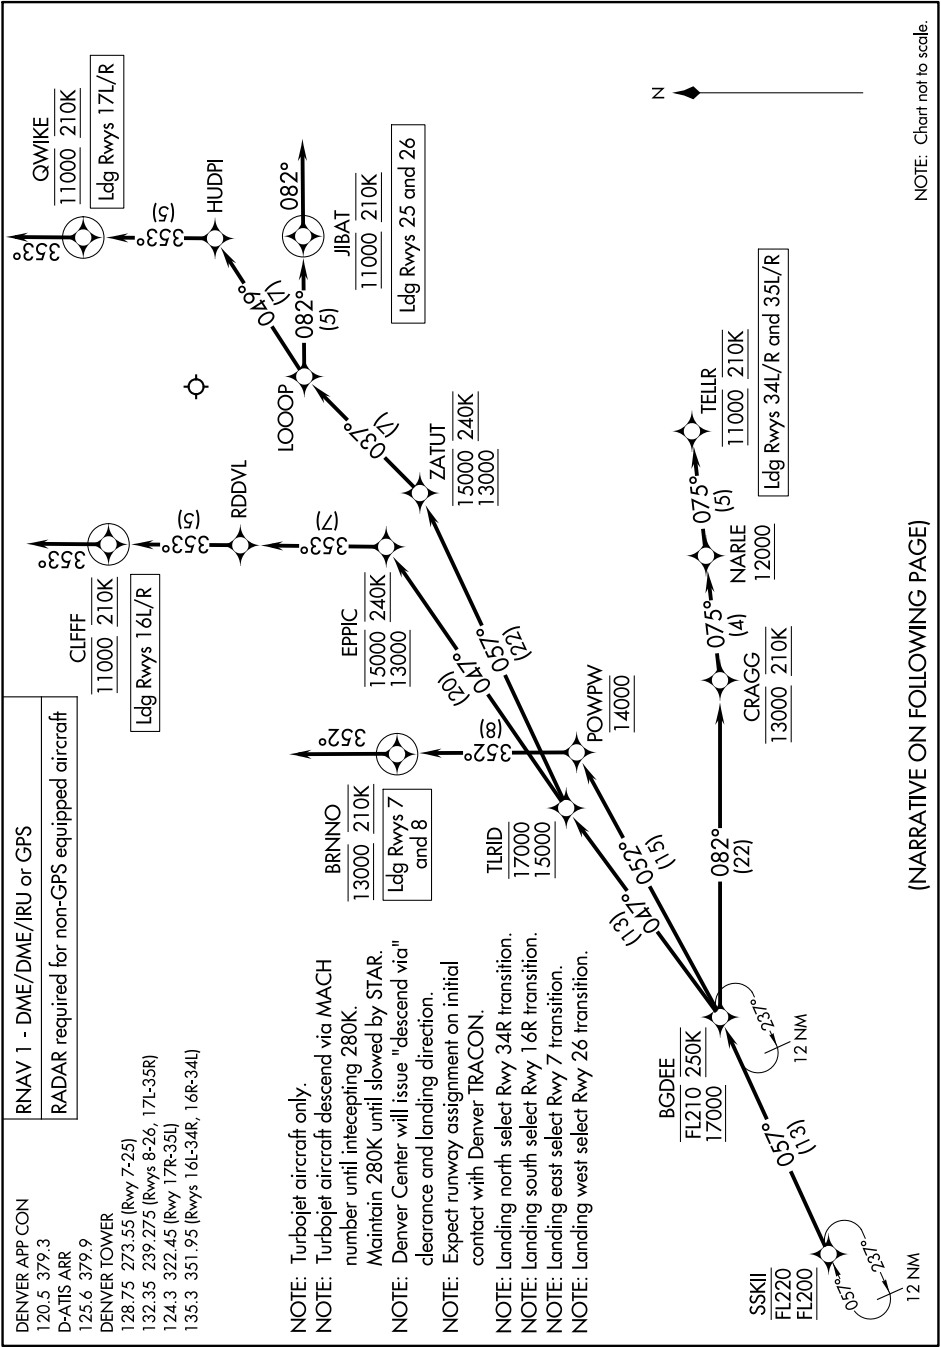 DENVER APP CON
120.5 379.3
D-ATIS ARR
125.6 379.9
DENVER TOWER
128.75 273.55 (Rwy 7-25)
132.35 239.275 (Rwys 8-26, 17L-35R)
124.3 322.45 (Rwy 17R-35L)
135.3 351.95 (Rwys 16L-34R, 16R-34L)
RNAV 1 - DME/DME/IRU or GPS
RADAR required for non-GPS equipped aircraft
NOTE: Turbojet aircraft only.
NOTE: Turbojet aircraft descend via MACH
number until intecepting 280K.
Maintain 280K until slowed by STAR.
NOTE: Denver Center will issue "descend via"
clearance and landing direction.
NOTE: Expect runway assignment on initial
contact with Denver TRACON.
NOTE: Landing north select Rwy 34R transition.
NOTE: Landing south select Rwy 16R transition.
NOTE: Landing east select Rwy 7 transition.
NOTE: Landing west select Rwy 26 transition.
CLFFF
11000 210K
Ldg Rwys 16L/R
353°
353°
(5)
RDDVL
353°
(7)
EPPIC
15000 240K
13000
QWIKE
11000 210K
Ldg Rwys 17L/R
353°
353°
(5)
HUDPI
049°
(7)
LOOOP
082°
(5)
082°
JIBAT
11000 210K
Ldg Rwys 25 and 26
037°
(7)
ZATUT
15000 240K
13000
047°
(20)
057°
(22)
BRNNO
13000 210K
Ldg Rwys 7
and 8
352°
352°
(8)
POWPW
14000
TLRID
17000
15000
052°
(15)
047°
(13)
BGDEE
FL210 250K
17000
237°
12 NM
082°
(22)
CRAGG
13000 210K
075°
(4)
NARLE
12000
075°
(5)
TELLR
11000 210K
Ldg Rwys 34L/R and 35L/R
057°
(13)
SSKII
FL220
FL200
057°
237°
12 NM
N
NOTE: Chart not to scale.
(NARRATIVE ON FOLLOWING PAGE)